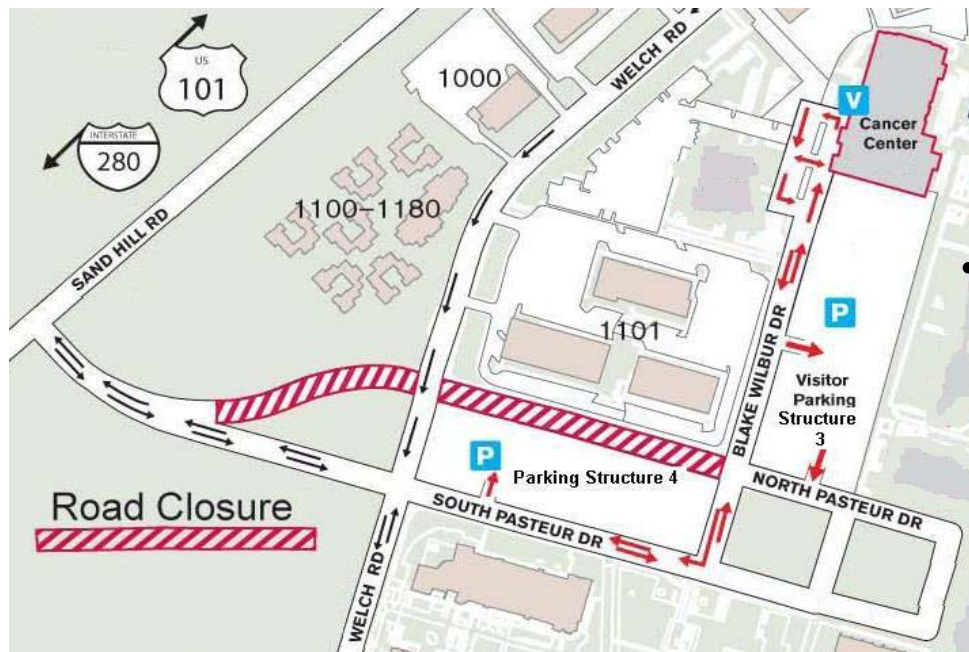 US
101
INTERSTATE
280
1000
WELCH RD
V
Cancer
Center
1100–1180
SAND HILL RD
1101
P
BLAKE WILBUR DR
Visitor
Parking
Structure
3
P
Parking Structure 4
Road Closure
SOUTH PASTEUR DR
NORTH PASTEUR DR
WELCH RD